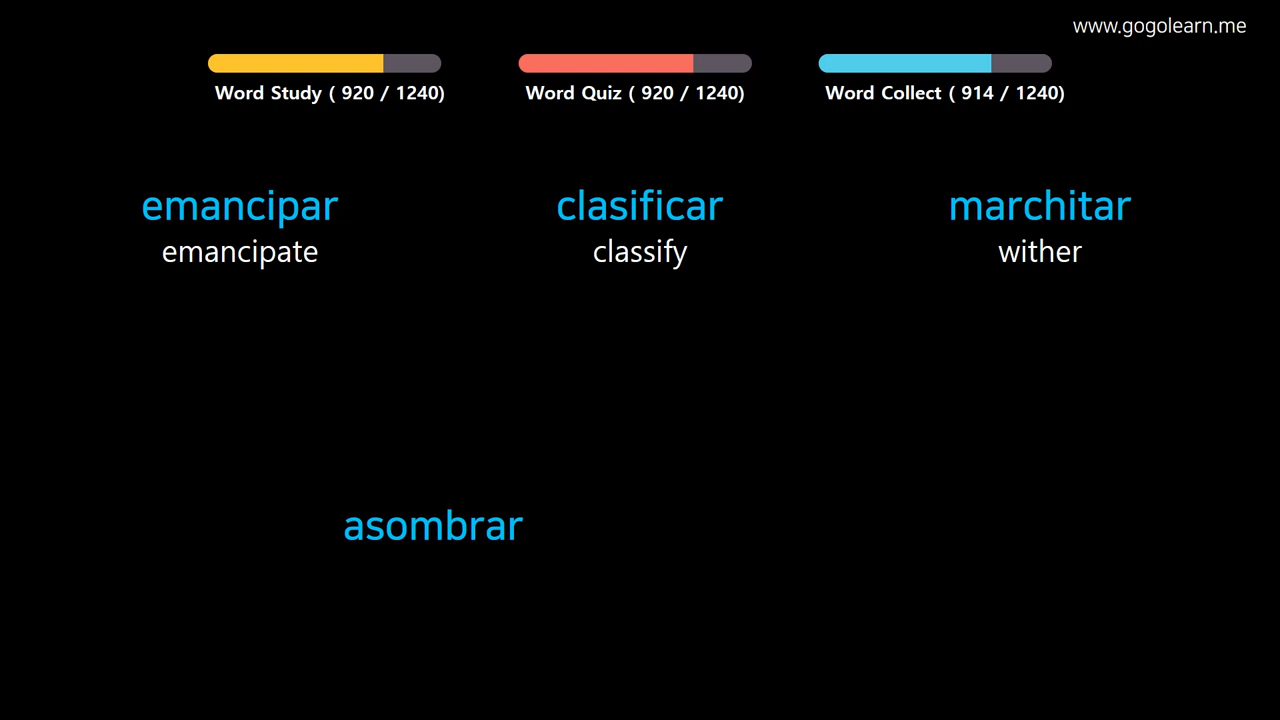 www.gogolearn.me
Word Study ( 920 / 1240)
Word Quiz ( 920 / 1240)
Word Collect ( 914 / 1240)
emancipar
emancipate
clasificar
classify
marchitar
wither
asombrar